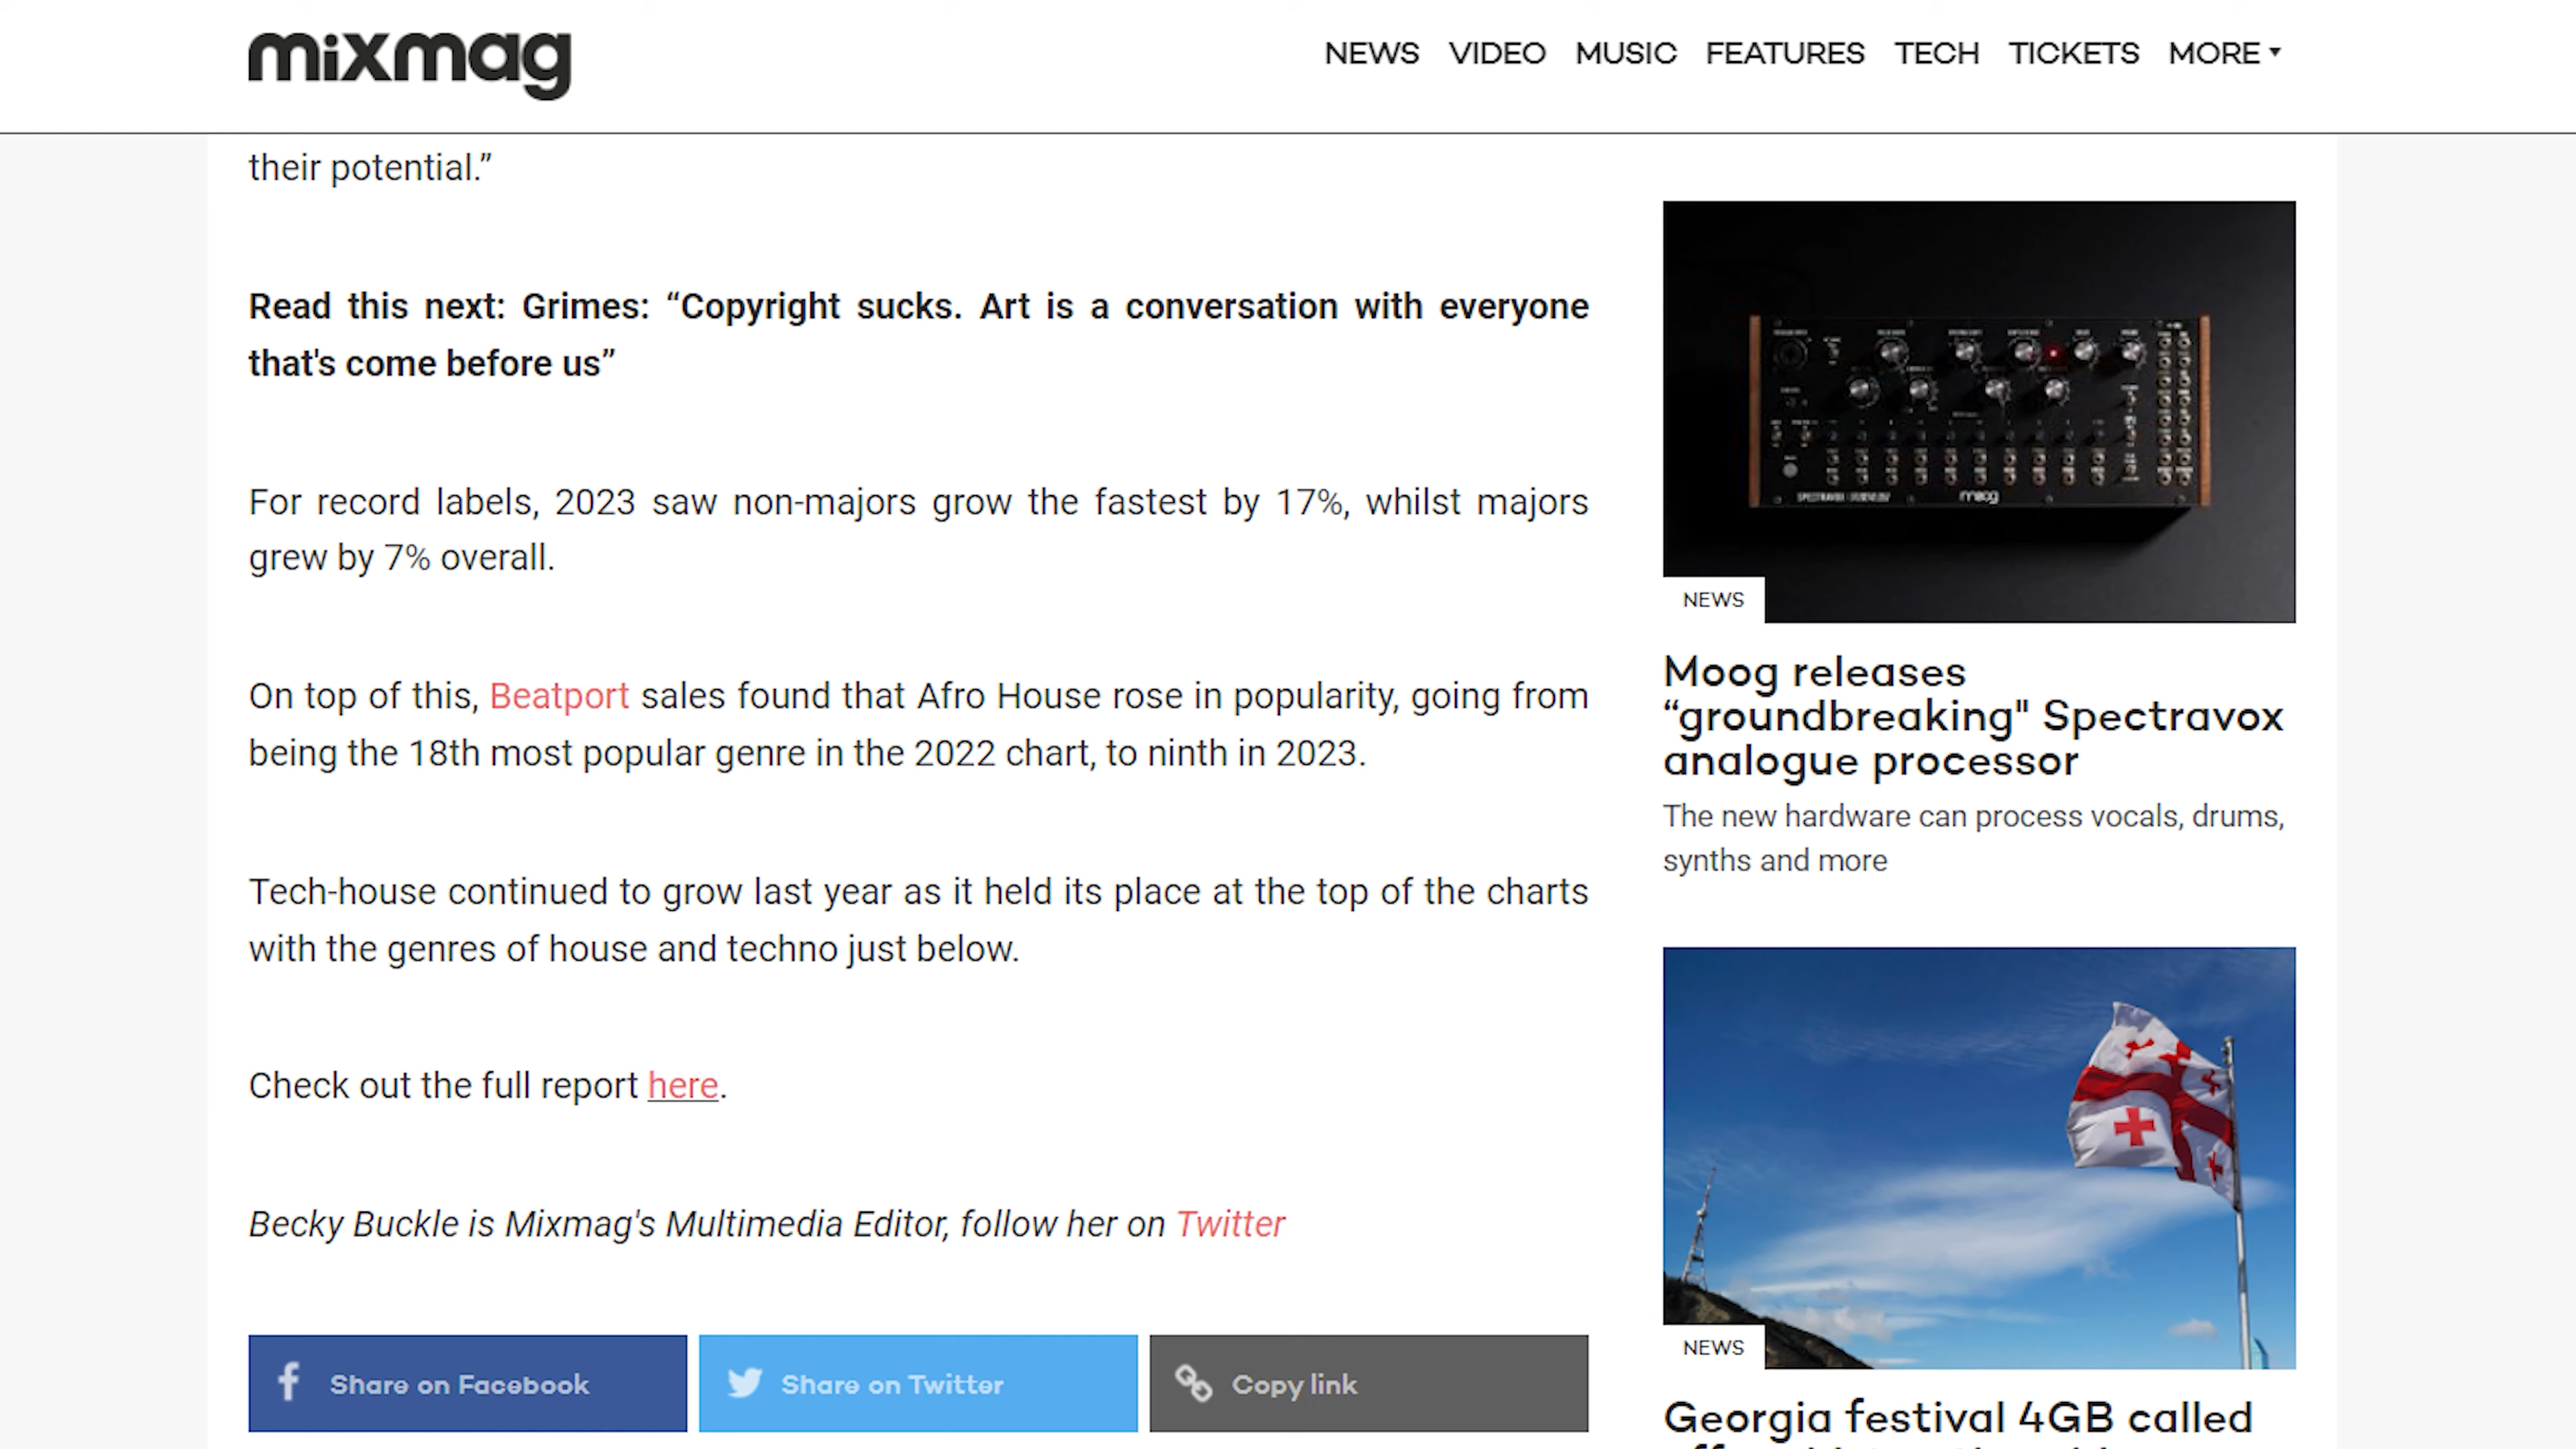 mixmag
NEWS VIDEO MUSIC FEATURES TECH TICKETS MORE
their potential.”
Read this next: Grimes: “Copyright sucks. Art is a conversation with everyone
that's come before us”
For record labels, 2023 saw non-majors grow the fastest by 17%, whilst majors
grew by 7% overall.
On top of this, Beatport sales found that Afro House rose in popularity, going from
being the 18th most popular genre in the 2022 chart, to ninth in 2023.
Tech-house continued to grow last year as it held its place at the top of the charts
with the genres of house and techno just below.
Check out the full report here.
Becky Buckle is Mixmag's Multimedia Editor, follow her on Twitter
Share on Facebook
Share on Twitter
Copy link
moog
NEWS
Moog releases
“groundbreaking" Spectravox
analogue processor
The new hardware can process vocals, drums,
synths and more
NEWS
Georgia festival 4GB called